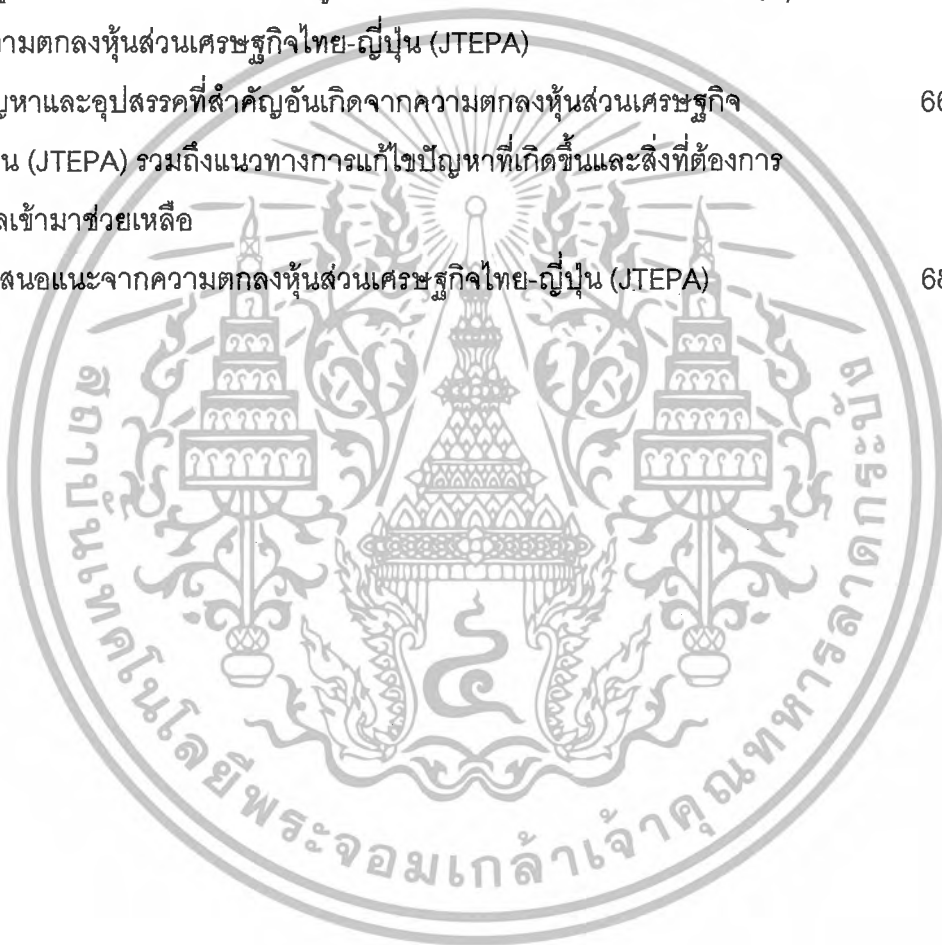 ความตกลงหุ้นส่วนเศรษฐกิจไทย-ญี่ปุ่น (JTEPA)
ญหาและอุปสรรคที่สำคัญอันเกิดจากความตกลงหุ้นส่วนเศรษฐกิจ 66
น (JTEPA) รวมถึงแนวทางการแก้ไขปัญหาที่เกิดขึ้นและสิ่งที่ต้องการ
ลเข้ามาช่วยเหลือ
สนอแนะจากความตกลงหุ้นส่วนเศรษฐกิจไทย-ญี่ปุ่น (JTEPA) 68
สถาบันเทคโนโลยีพระจอมเกล้าเจ้าคุณทหารลาดกระบัง